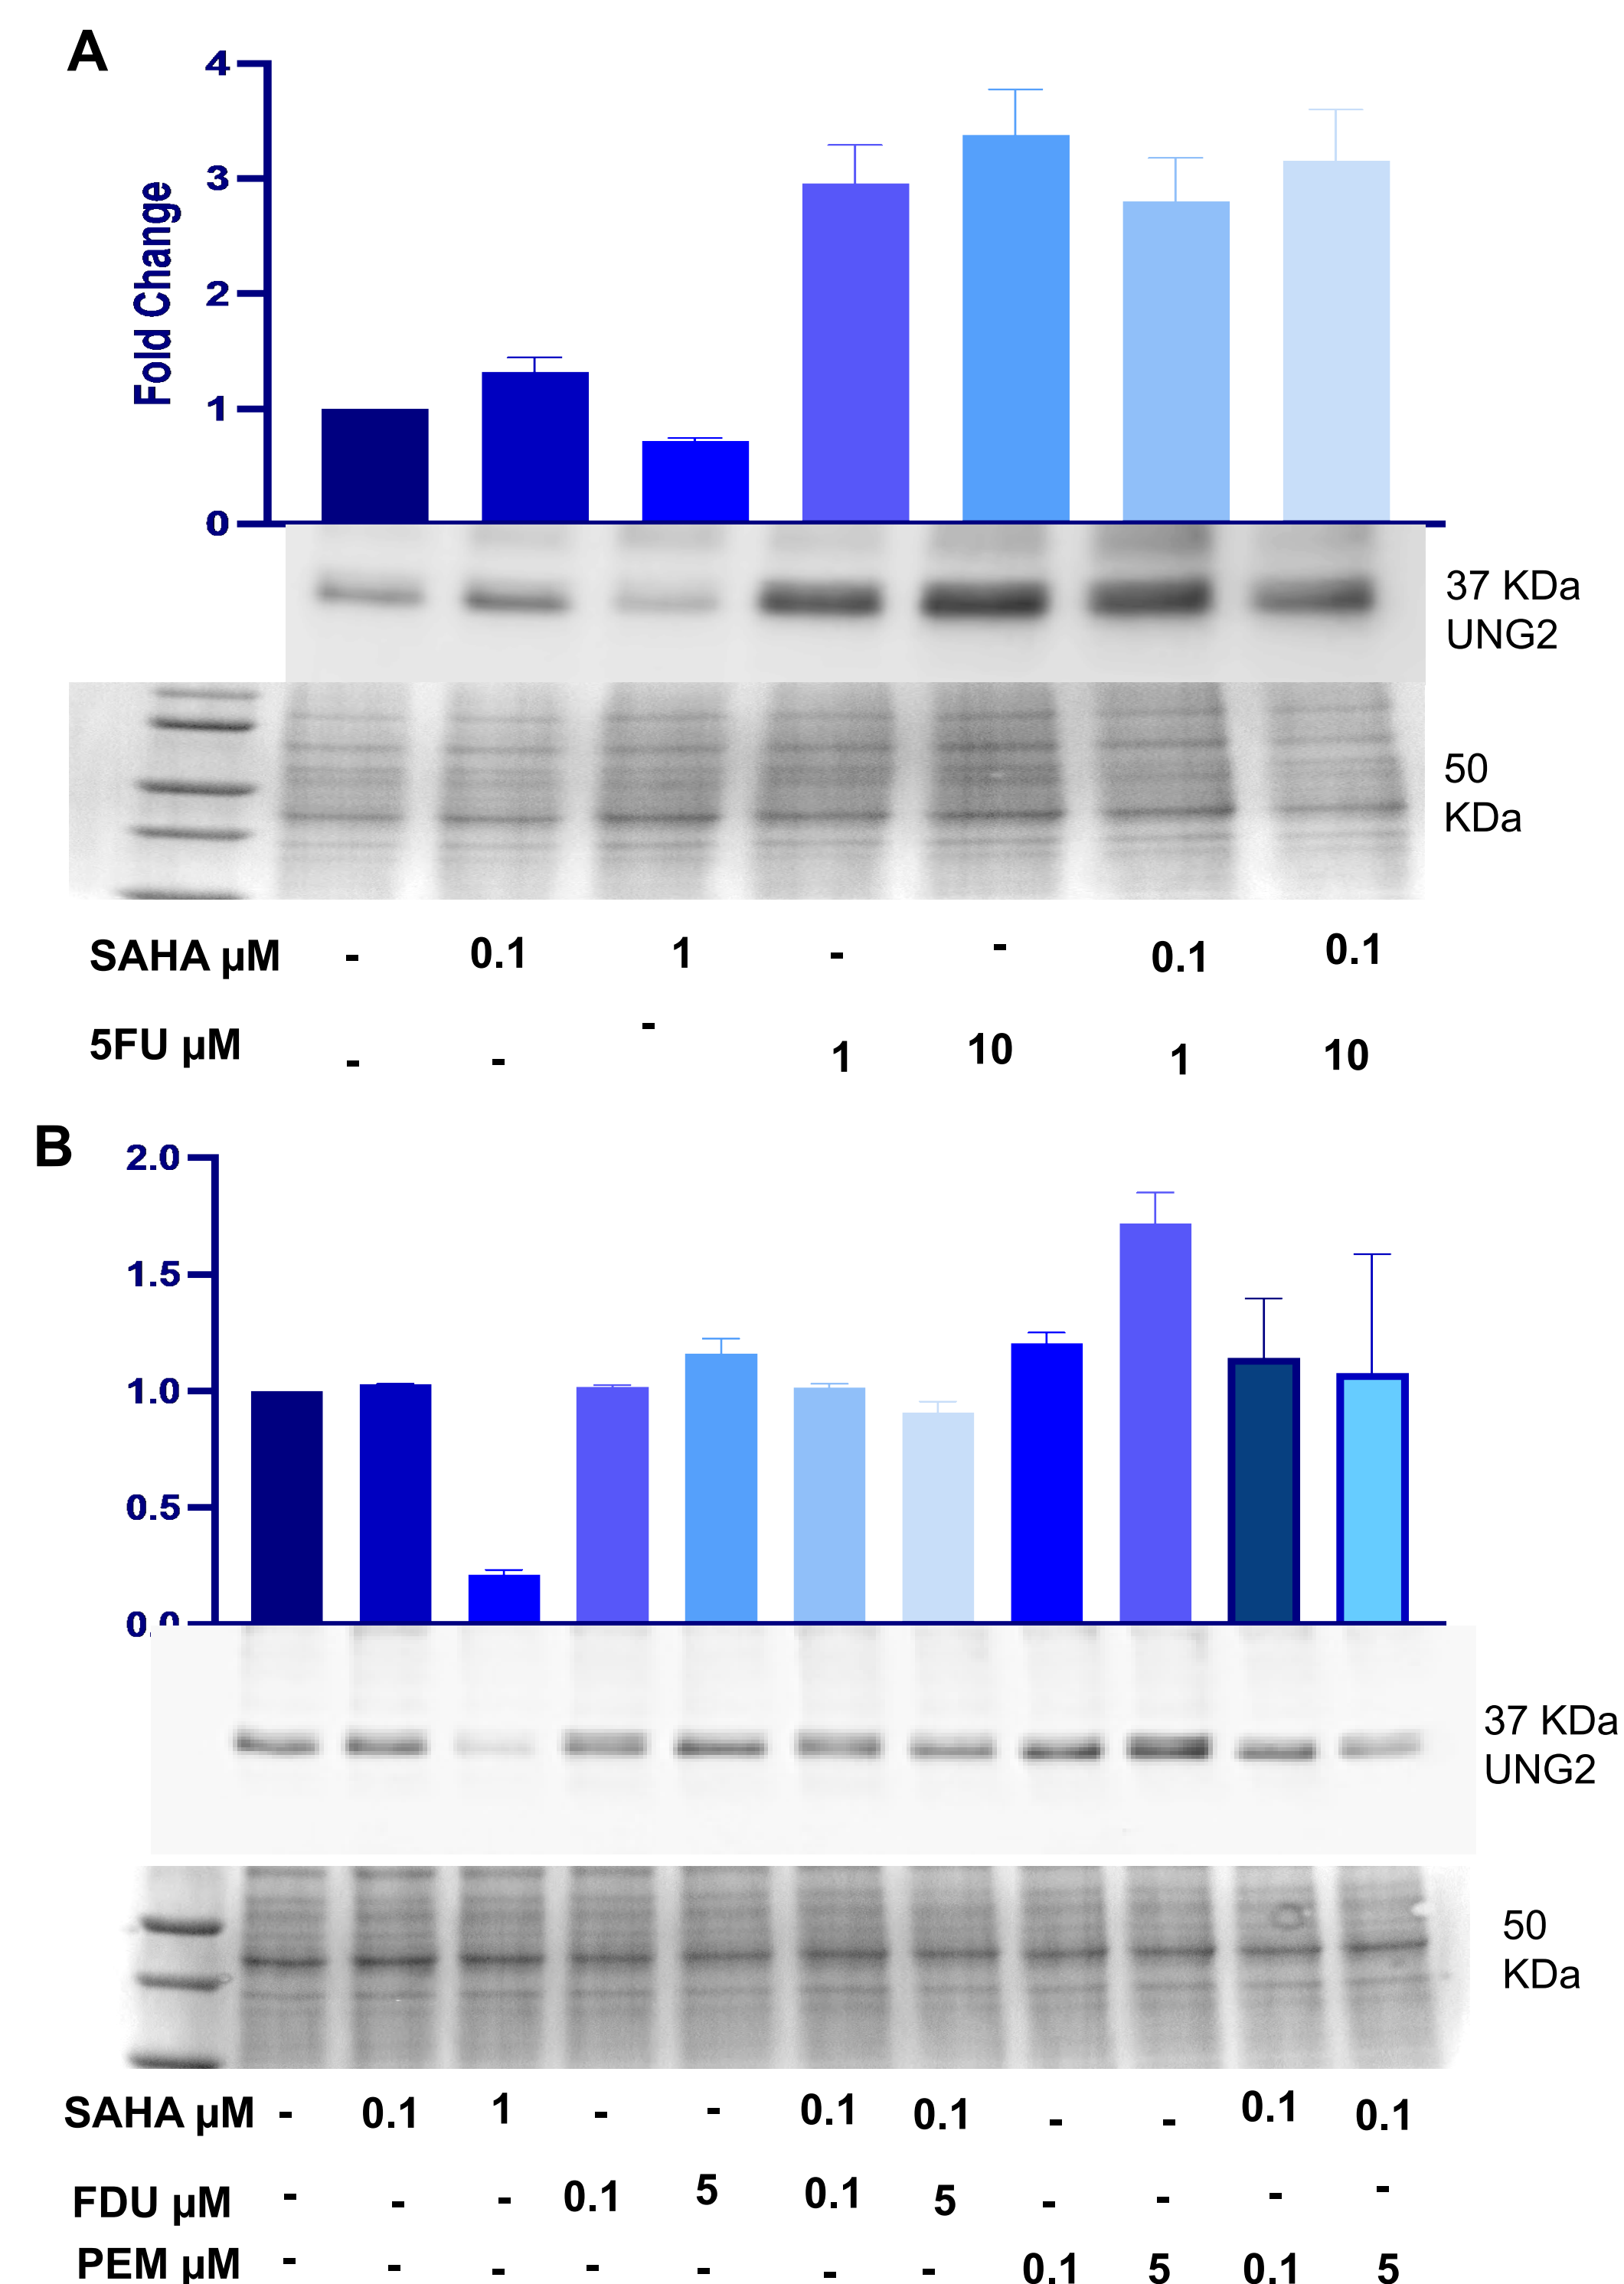 A
4
3
2
1
0
Fold Change
37 KDa
UNG2
50
KDa
SAHA µM - 0.1 1 - - 0.1 0.1
5FU µM - - - 1 10 1 10
B
2.0
1.5
1.0
0.5
37 KDa
UNG2
50
KDa
SAHA µM - 0.1 1 - - 0.1 0.1 - - 0.1 0.1
FDU µM - - - 0.1 5 0.1 5 - - - -
PEM µM - - - - - - - 0.1 5 0.1 5